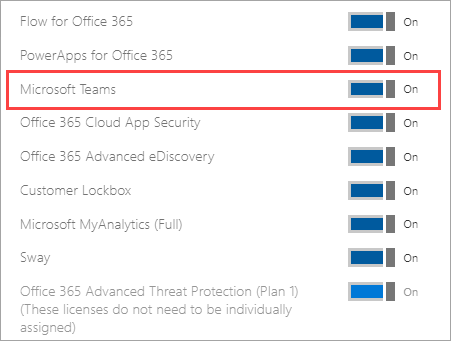 Flow for Office 365 On
PowerApps for Office 365 On
Microsoft Teams On
Office 365 Cloud App Security On
Office 365 Advanced eDiscovery On
Customer Lockbox On
Microsoft MyAnalytics (Full) On
Sway On
Office 365 Advanced Threat Protection (Plan 1) On
(These licenses do not need to be individually
assigned)